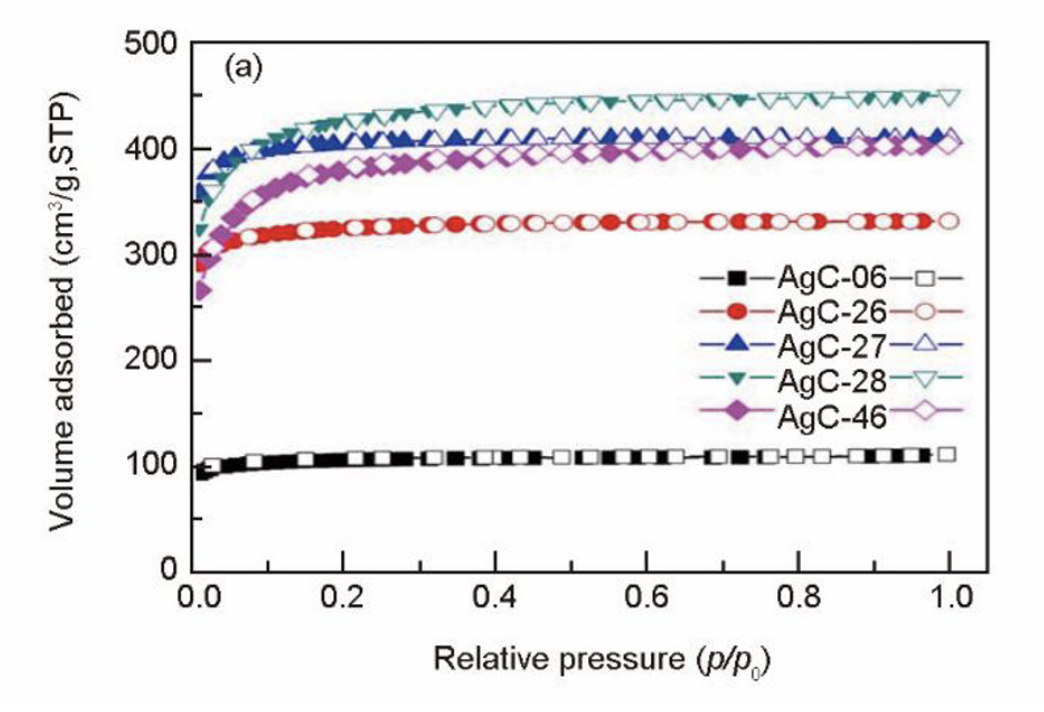 (a)
Volume adsorbed (cm³/g,STP)
500
400
300
200
100
0
AgC-06
AgC-26
AgC-27
AgC-28
AgC-46
0.0 0.2 0.4 0.6 0.8 1.0
Relative pressure (p/p₀)